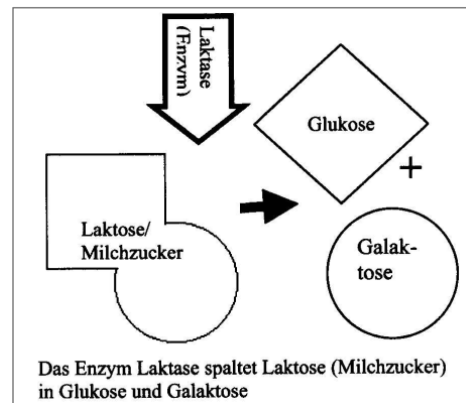 Laktase
(Enzym)
Glukose
+
Laktose/
Milchzucker
Galak-
tose
Das Enzym Laktase spaltet Laktose (Milchzucker)
in Glukose und Galaktose